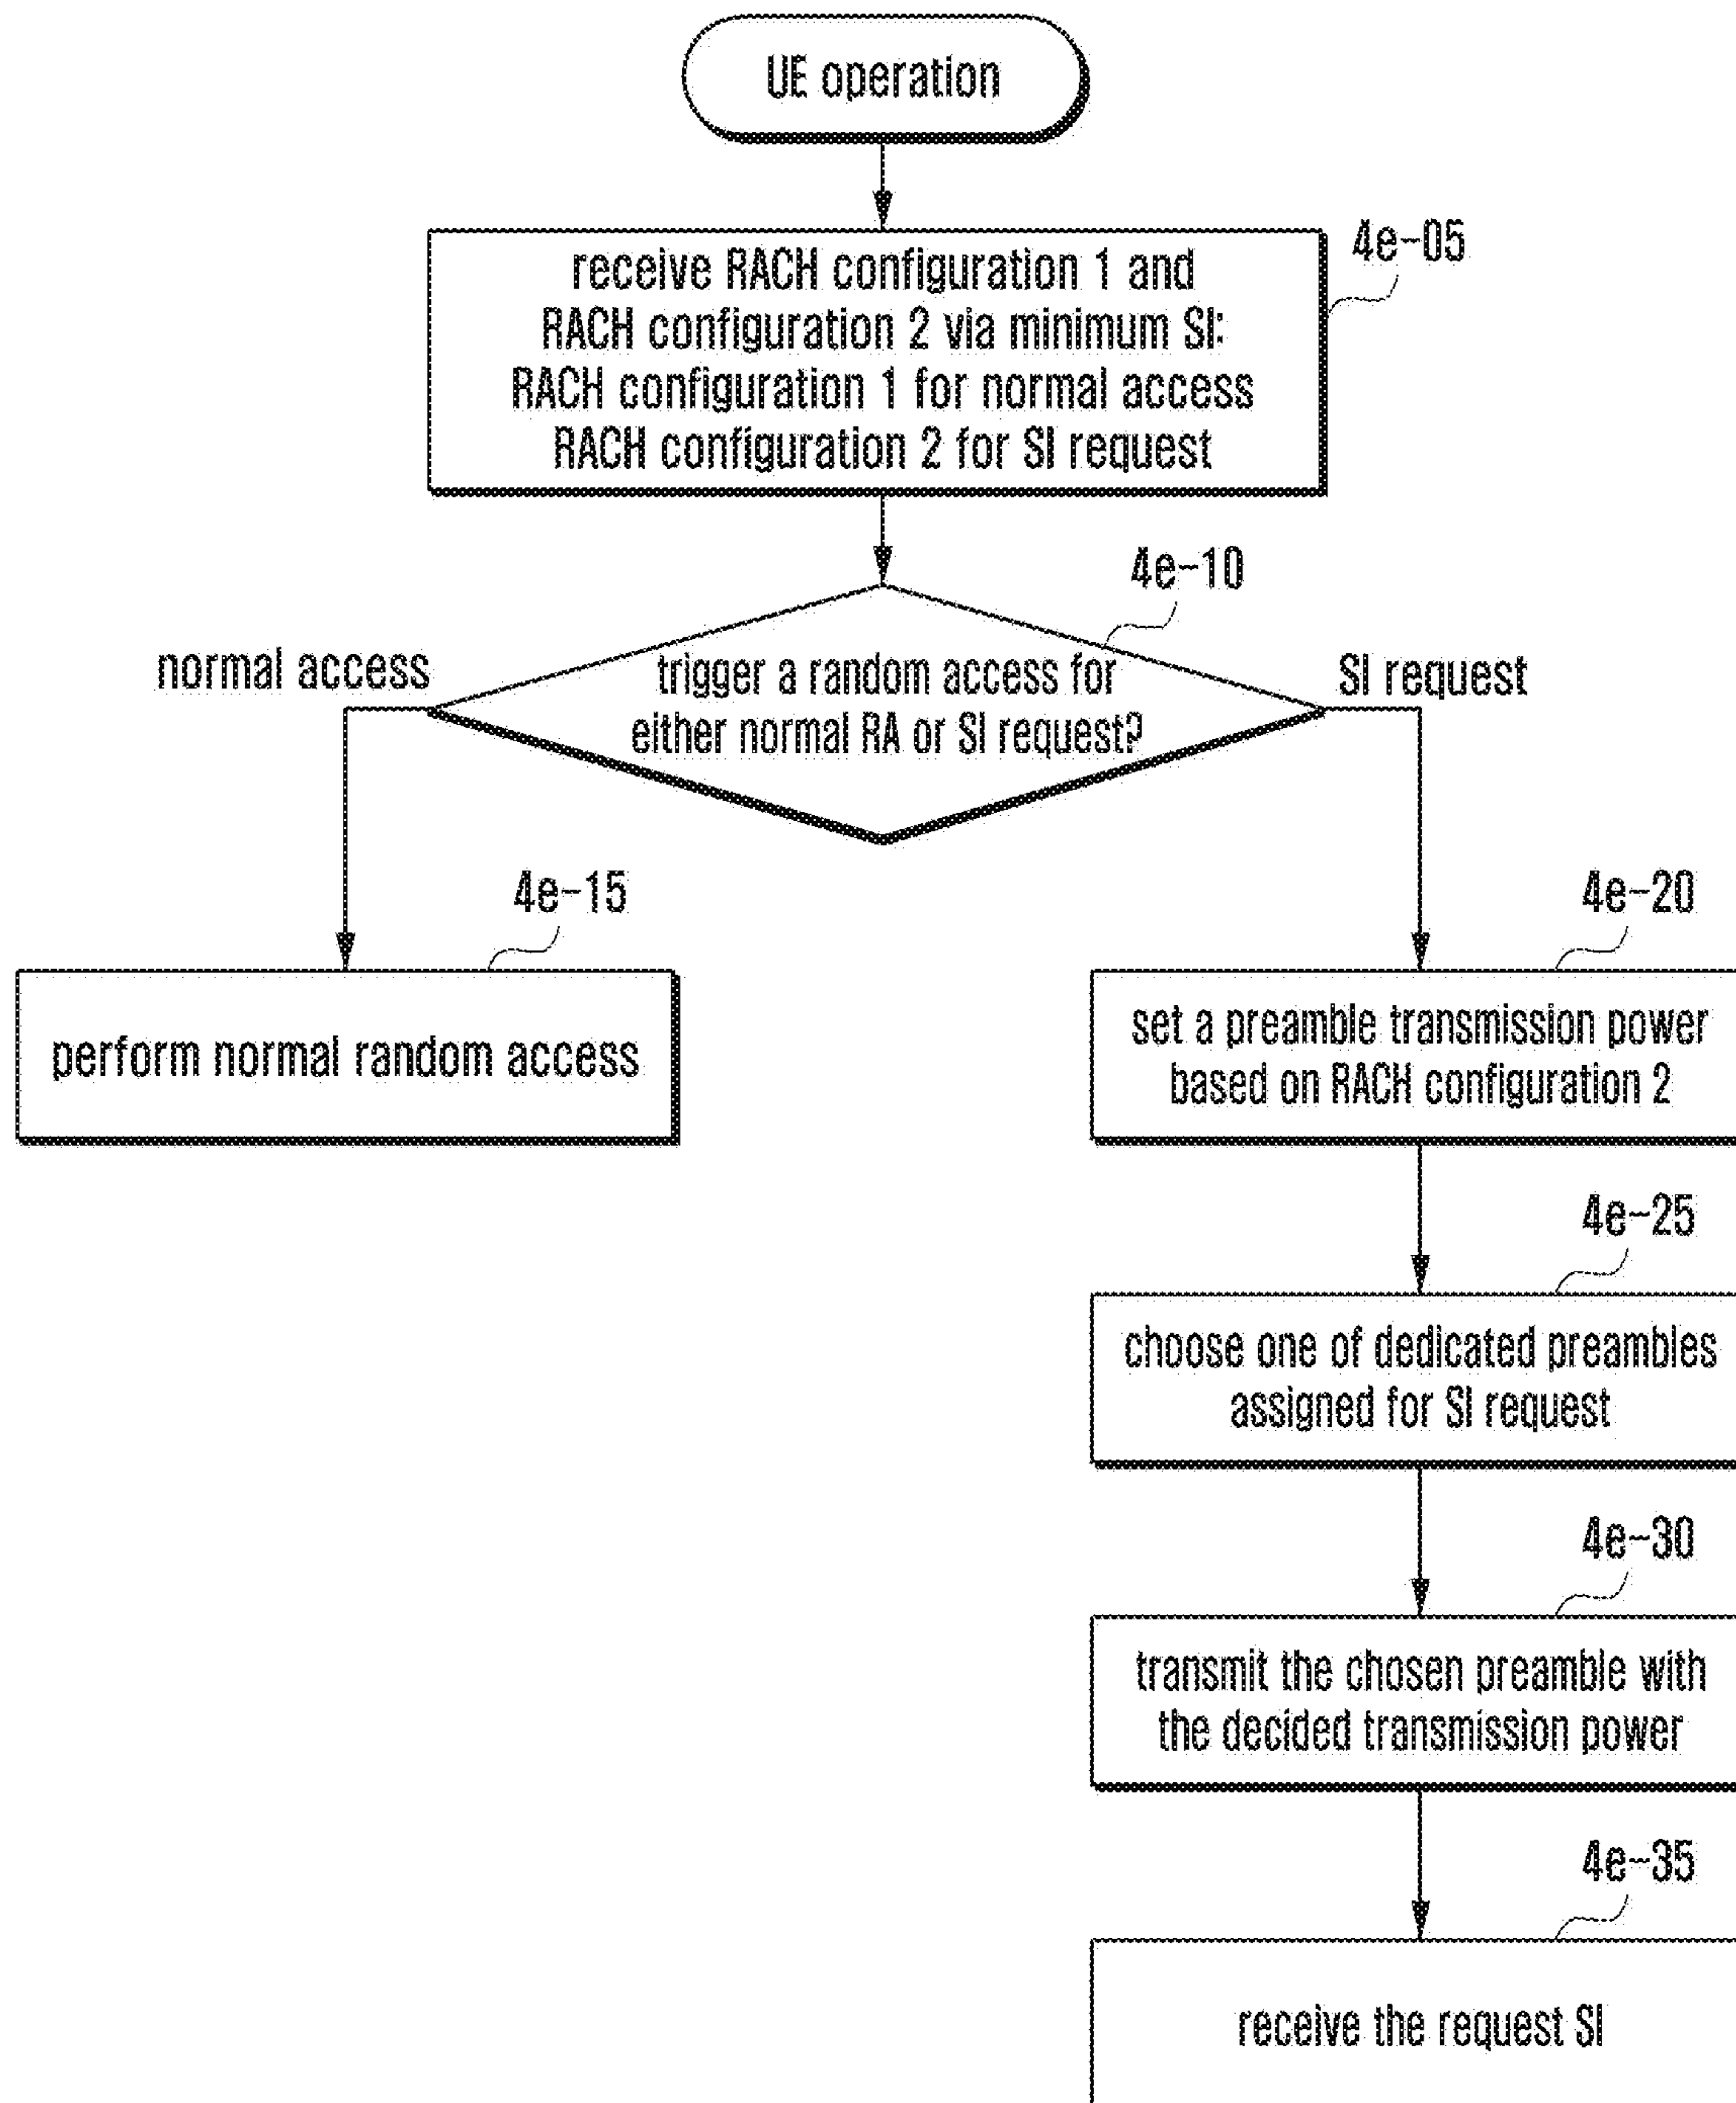 UE operation
4e-05
receive RACH configuration 1 and
RACH configuration 2 via minimum SI:
RACH configuration 1 for normal access
RACH configuration 2 for SI request
4e-10
normal access
trigger a random access for
either normal RA or SI request?
SI request
4e-15
perform normal random access
4e-20
set a preamble transmission power
based on RACH configuration 2
4e-25
choose one of dedicated preambles
assigned for SI request
4e-30
transmit the chosen preamble with
the decided transmission power
4e-35
receive the request SI